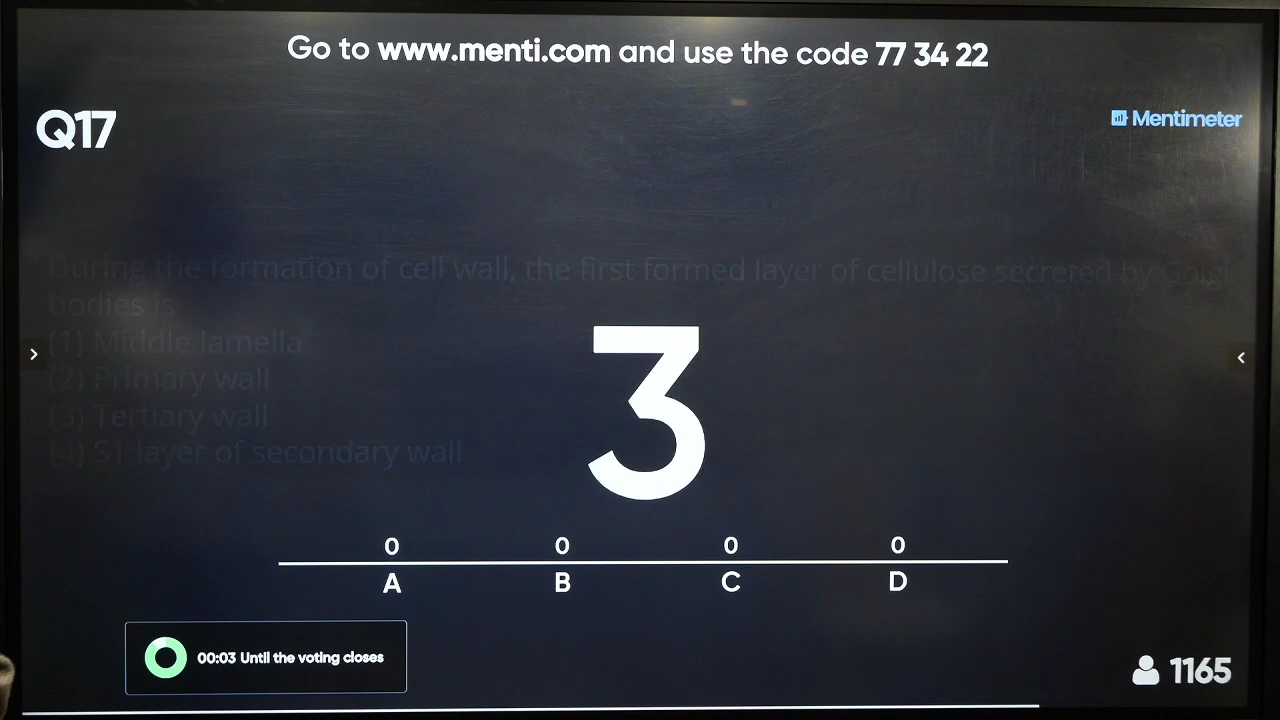 Go to www.menti.com and use the code 77 34 22
Q17
Mentimeter
During the formation of cell wall, the first formed layer of cellulose secreted by Golgi
bodies is
(1) Middle lamella
(2) Primary wall
(3) Tertiary wall
(4) S1 layer of secondary wall
3
0 0 0 0
A B C D
00:03 Until the voting closes
1165